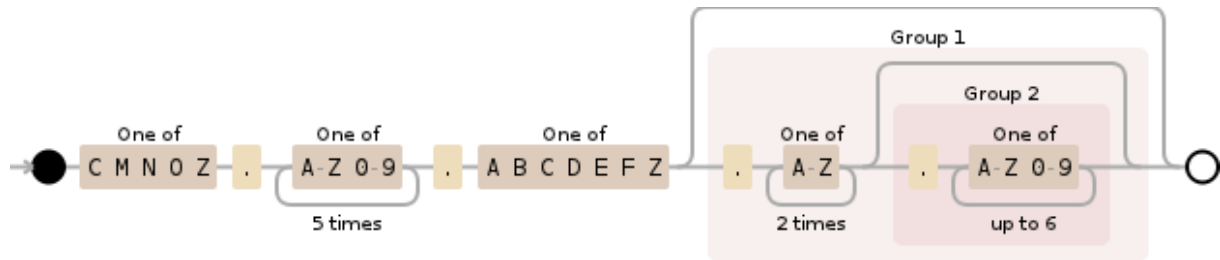 Group 1
Group 2
One of One of One of One of One of
C M N O Z . A-Z 0-9 . A B C D E F Z . A-Z . A-Z 0-9
5 times 2 times up to 6